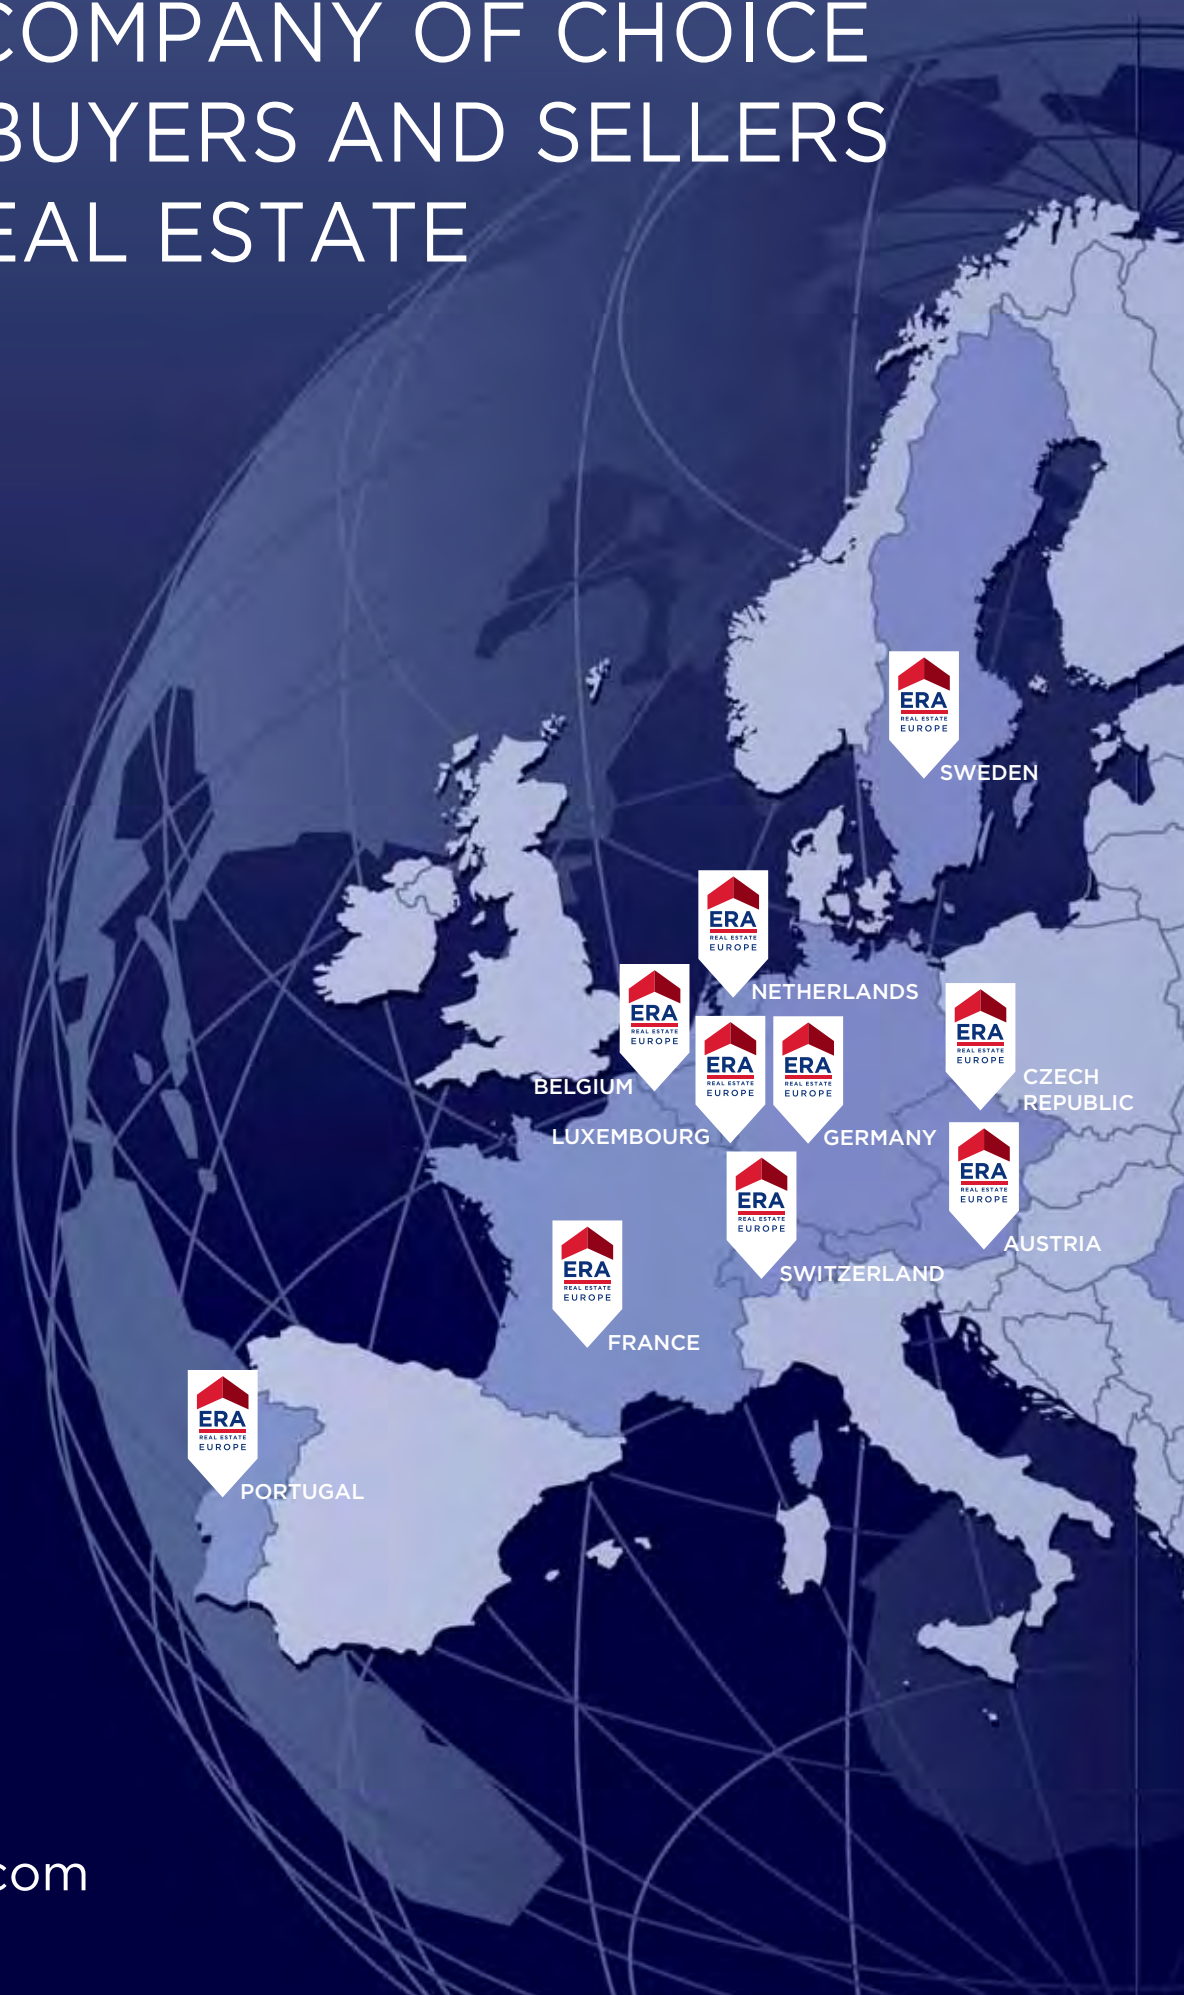 COMPANY OF CHOICE
BUYERS AND SELLERS
EAL ESTATE
ERA
REAL ESTATE
EUROPE
SWEDEN
ERA
REAL ESTATE
EUROPE
NETHERLANDS
ERA
REAL ESTATE
EUROPE
BELGIUM
ERA
REAL ESTATE
EUROPE
LUXEMBOURG
ERA
REAL ESTATE
EUROPE
GERMANY
ERA
REAL ESTATE
EUROPE
CZECH
REPUBLIC
ERA
REAL ESTATE
EUROPE
AUSTRIA
ERA
REAL ESTATE
EUROPE
SWITZERLAND
ERA
REAL ESTATE
EUROPE
FRANCE
ERA
REAL ESTATE
EUROPE
PORTUGAL
com